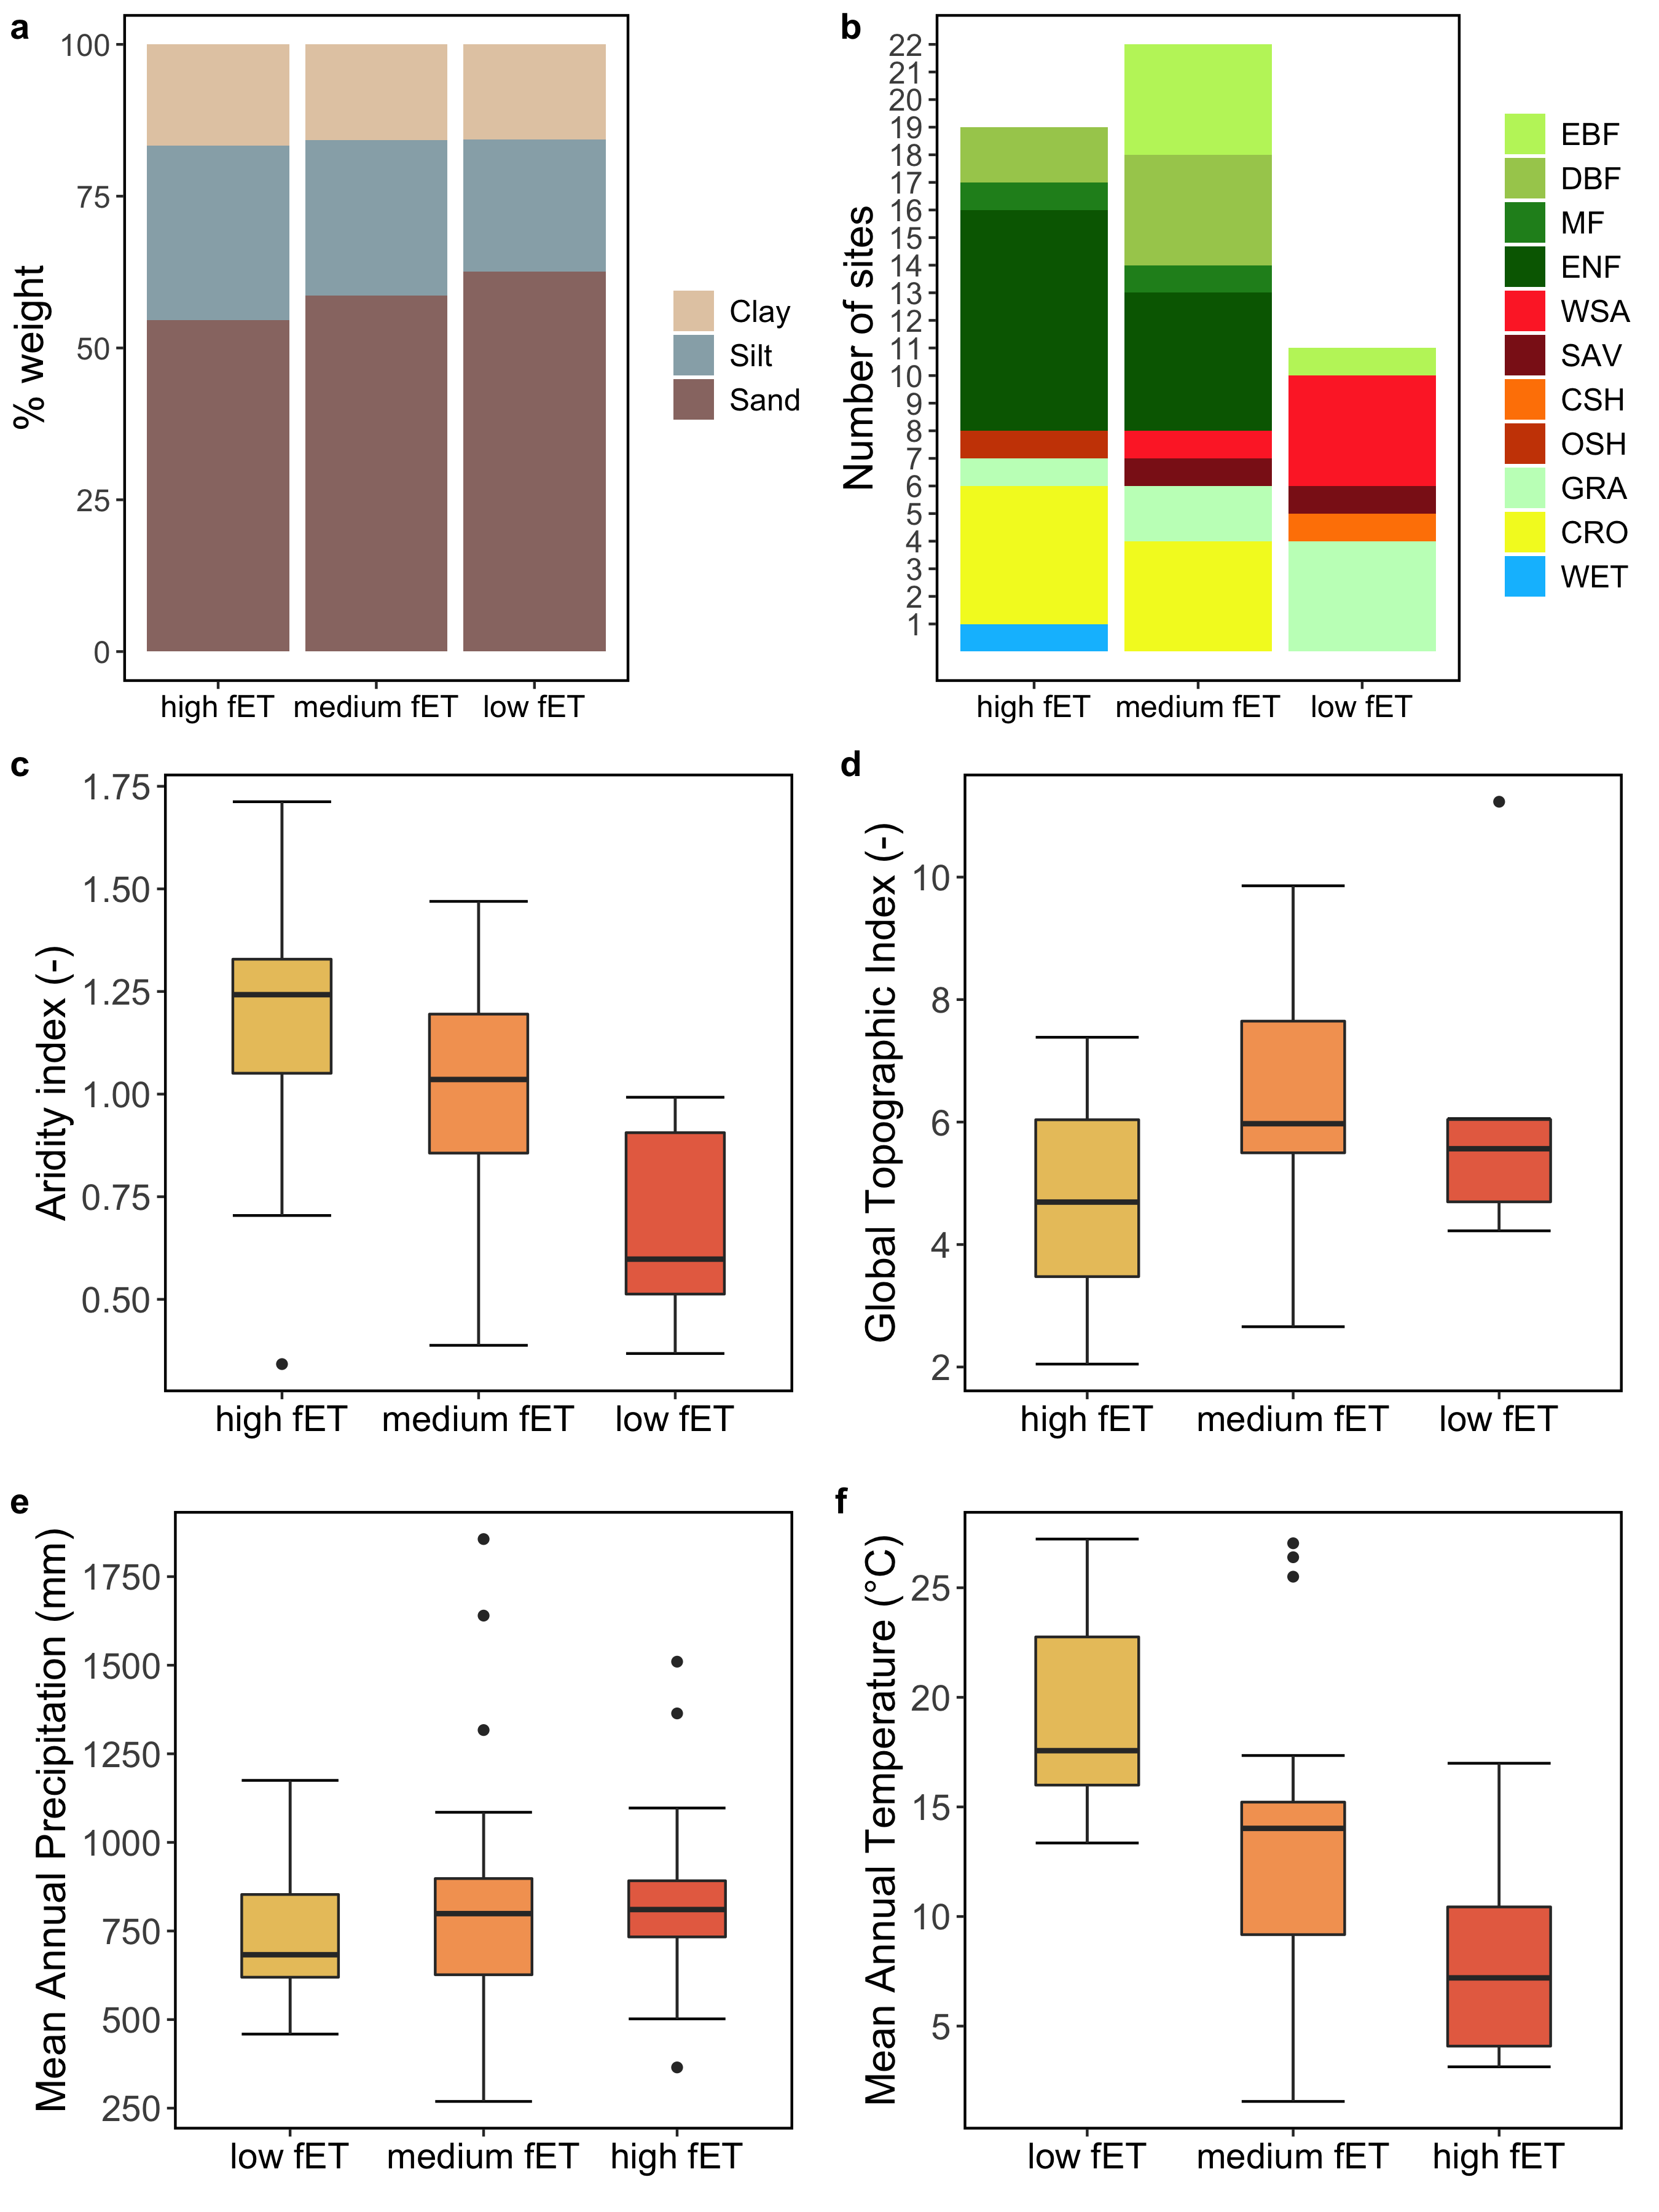 a
% weight
100
75
50
25
0
high fET medium fET low fET
Clay
Silt
Sand
b
Number of sites
22
21
20
19
18
17
16
15
14
13
12
11
10
9
8
7
6
5
4
3
2
1
high fET medium fET low fET
EBF
DBF
MF
ENF
WSA
SAV
CSH
OSH
GRA
CRO
WET
c
Aridity index (-)
1.75
1.50
1.25
1.00
0.75
0.50
high fET medium fET low fET
d
Global Topographic Index (-)
10
8
6
4
2
high fET medium fET low fET
e
Mean Annual Precipitation (mm)
1750
1500
1250
1000
750
500
250
low fET medium fET high fET
f
Mean Annual Temperature (°C)
25
20
15
10
5
low fET medium fET high fET